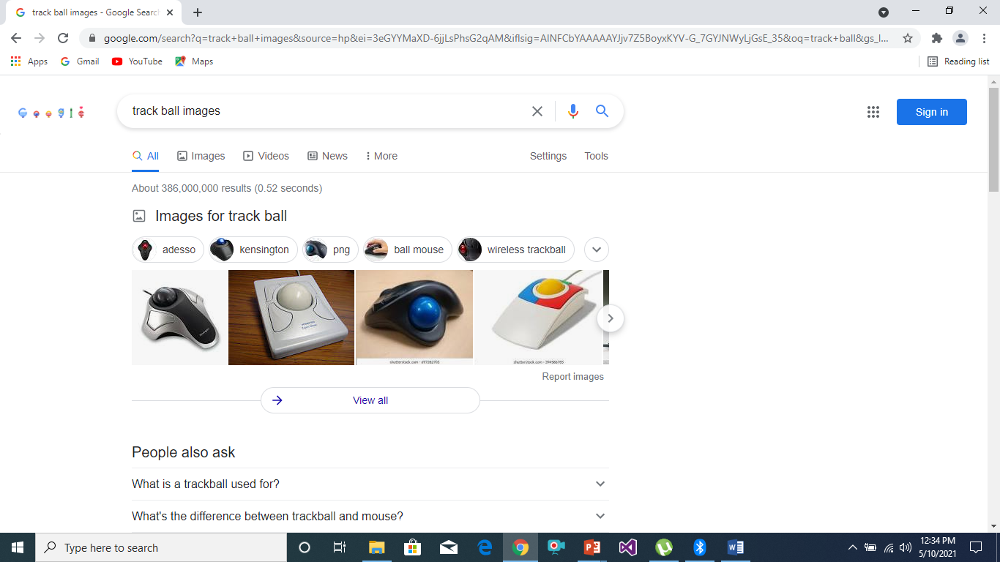 track ball images - Google Search
google.com/search?q=track+ball+images&source=hp&ei=3eGYYMaXD-6jjLsPhsG2qAM&iflsig=AINFCbYAAAAAYJjv7Z5BoyxKYV-G_7GYJNWyLjGsE_35&oq=track+ball&gs_l...
Apps Gmail YouTube Maps Reading list
Google track ball images Sign in
All Images Videos News More Settings Tools
About 386,000,000 results (0.52 seconds)
Images for track ball
adesso kensington png ball mouse wireless trackball
shutterstock.com · 697282705 shutterstock.com · 394586785
Report images
View all
People also ask
What is a trackball used for?
What's the difference between trackball and mouse?
Type here to search
12:34 PM
5/10/2021